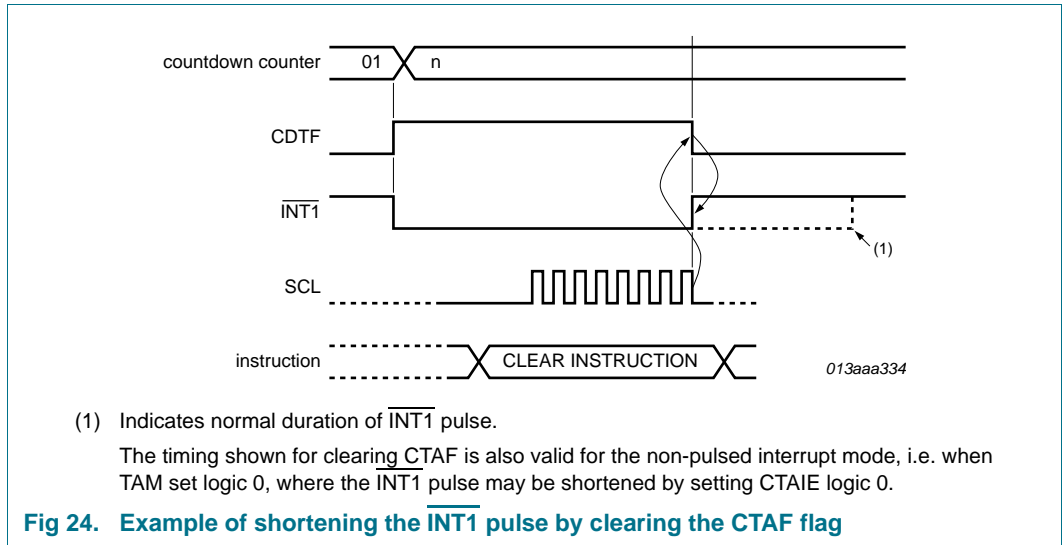 countdown counter 01 n
CDTF
INT1
(1)
SCL
instruction CLEAR INSTRUCTION
013aaa334
(1) Indicates normal duration of INT1 pulse.
The timing shown for clearing CTAF is also valid for the non-pulsed interrupt mode, i.e. when
TAM set logic 0, where the INT1 pulse may be shortened by setting CTAIE logic 0.
Fig 24. Example of shortening the INT1 pulse by clearing the CTAF flag